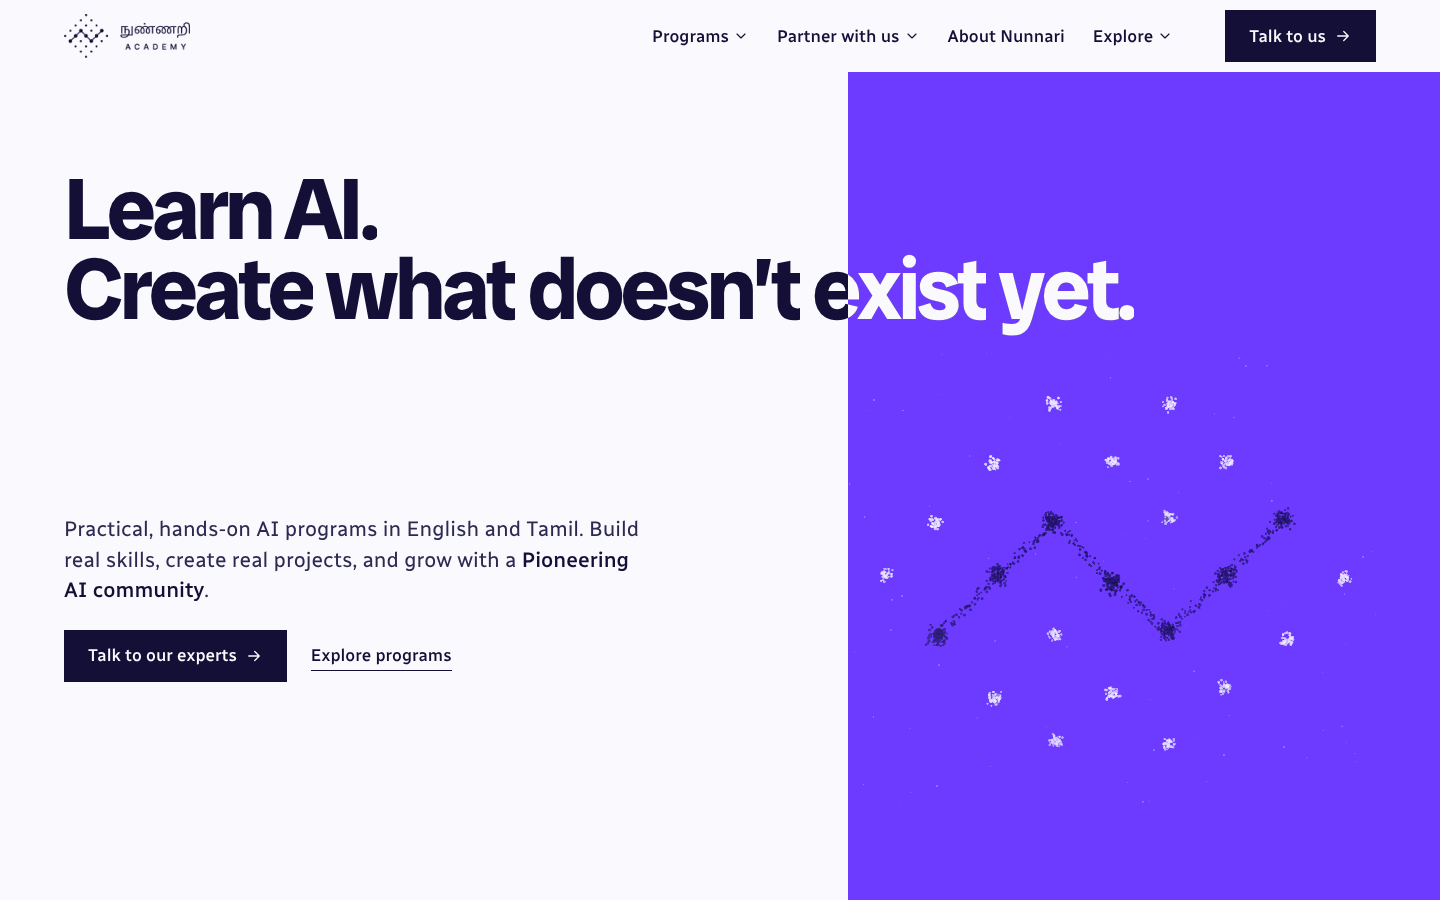 நுண்ணறி
ACADEMY
Programs
Partner with us
About Nunnari
Explore
Talk to us
Learn AI.
Create what doesn't exist yet.
Practical, hands-on AI programs in English and Tamil. Build
real skills, create real projects, and grow with a Pioneering
AI community.
Talk to our experts
Explore programs